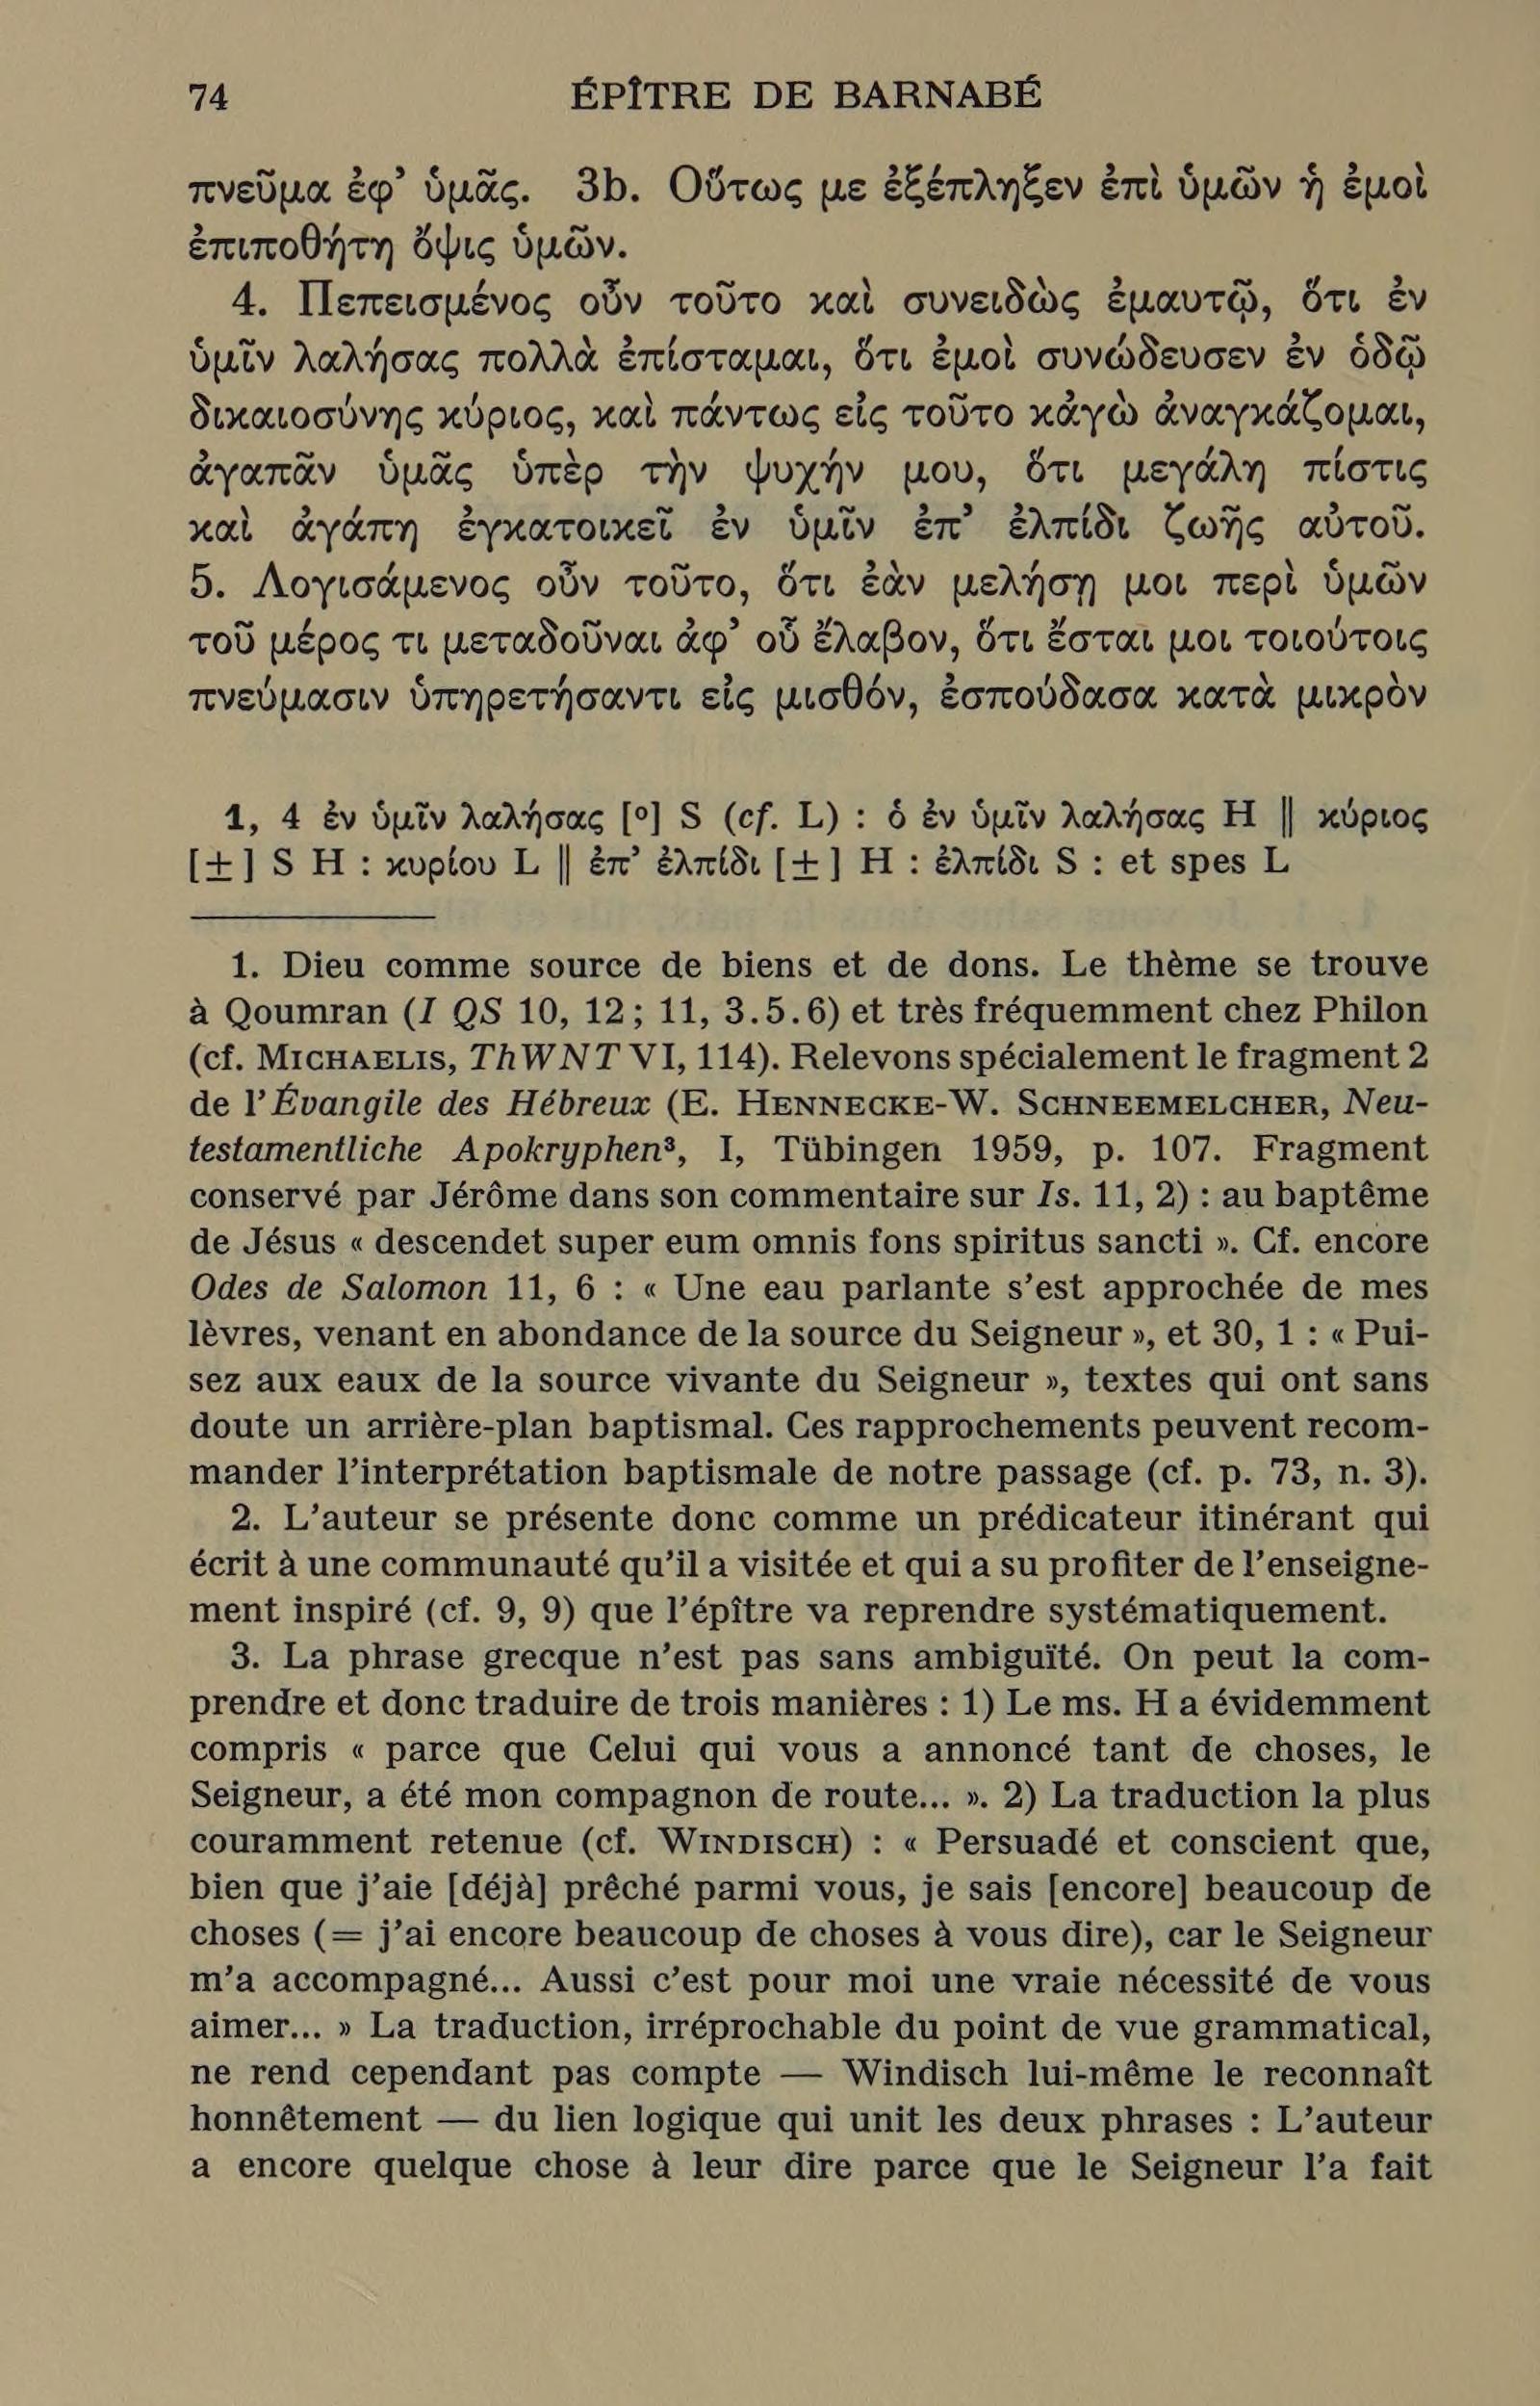 74
ÉPÎTRE DE BARNABÉ
πνεῦμα ἐφ’ ὑμᾶς. 3b. Οὕτως με ἐξέπληξεν ἐπὶ ὑμῶν ἡ ἐμοὶ
ἐπιποθήτη ὄψις ὑμῶν.
4. Πεπεισμένος οὖν τοῦτο καὶ συνειδὼς ἐμαυτῷ, ὅτι ἐν
ὑμῖν λαλήσας πολλὰ ἐπίσταμαι, ὅτι ἐμοὶ συνώδευσεν ἐν ὁδῷ
δικαιοσύνης κύριος, καὶ πάντως εἰς τοῦτο κἀγὼ ἀναγκάζομαι,
ἀγαπᾶν ὑμᾶς ὑπὲρ τὴν ψυχήν μου, ὅτι μεγάλη πίστις
καὶ ἀγάπη ἐγκατοικεῖ ἐν ὑμῖν ἐπ’ ἐλπίδι ζωῆς αὐτοῦ.
5. Λογισάμενος οὖν τοῦτο, ὅτι ἐὰν μελήσῃ μοι περὶ ὑμῶν
τοῦ μέρος τι μεταδοῦναι ἀφ’ οὗ ἔλαβον, ὅτι ἔσται μοι τοιούτοις
πνεύμασιν ὑπηρετήσαντι εἰς μισθόν, ἐσπούδασα κατὰ μικρὸν
1, 4 ἐν ὑμῖν λαλήσας [º] S (cf. L) : ὁ ἐν ὑμῖν λαλήσας H ‖ κύριος
[±] S H : κυρίου L ‖ ἐπ’ ἐλπίδι [±] H : ἐλπίδι S : et spes L
1. Dieu comme source de biens et de dons. Le thème se trouve
à Qoumran (I QS 10, 12; 11, 3.5.6) et très fréquemment chez Philon
(cf. MICHAELIS, ThWNT VI, 114). Relevons spécialement le fragment 2
de l’Évangile des Hébreux (E. HENNECKE-W. SCHNEEMELCHER, Neu-
testamentliche Apokryphen³, I, Tübingen 1959, p. 107. Fragment
conservé par Jérôme dans son commentaire sur Is. 11, 2) : au baptême
de Jésus « descendet super eum omnis fons spiritus sancti ». Cf. encore
Odes de Salomon 11, 6 : « Une eau parlante s’est approchée de mes
lèvres, venant en abondance de la source du Seigneur », et 30, 1 : « Pui-
sez aux eaux de la source vivante du Seigneur », textes qui ont sans
doute un arrière-plan baptismal. Ces rapprochements peuvent recom-
mander l’interprétation baptismale de notre passage (cf. p. 73, n. 3).
2. L’auteur se présente donc comme un prédicateur itinérant qui
écrit à une communauté qu’il a visitée et qui a su profiter de l’enseigne-
ment inspiré (cf. 9, 9) que l’épître va reprendre systématiquement.
3. La phrase grecque n’est pas sans ambiguïté. On peut la com-
prendre et donc traduire de trois manières : 1) Le ms. H a évidemment
compris « parce que Celui qui vous a annoncé tant de choses, le
Seigneur, a été mon compagnon de route... ». 2) La traduction la plus
couramment retenue (cf. WINDISCH) : « Persuadé et conscient que,
bien que j’aie [déjà] prêché parmi vous, je sais [encore] beaucoup de
choses (= j’ai encore beaucoup de choses à vous dire), car le Seigneur
m’a accompagné... Aussi c’est pour moi une vraie nécessité de vous
aimer... » La traduction, irréprochable du point de vue grammatical,
ne rend cependant pas compte — Windisch lui-même le reconnaît
honnêtement — du lien logique qui unit les deux phrases : L’auteur
a encore quelque chose à leur dire parce que le Seigneur l’a fait